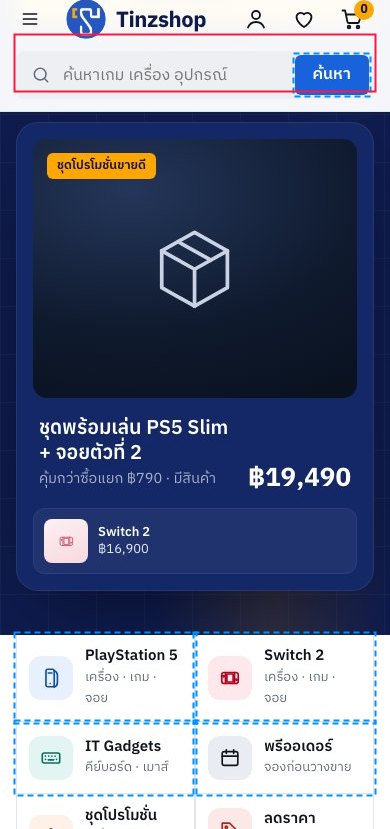 Tinzshop
0
ค้นหาเกม เครื่อง อุปกรณ์
ค้นหา
ชุดโปรโมชั่นขายดี
ชุดพร้อมเล่น PS5 Slim
+ จอยตัวที่ 2
คุ้มกว่าซื้อแยก ฿790 · มีสินค้า
฿19,490
Switch 2
฿16,900
PlayStation 5
เครื่อง · เกม ·
จอย
Switch 2
เครื่อง · เกม ·
จอย
IT Gadgets
คีย์บอร์ด · เมาส์
พรีออเดอร์
จองก่อนวางขาย
ชุดโปรโมชั่น
ลดราคา